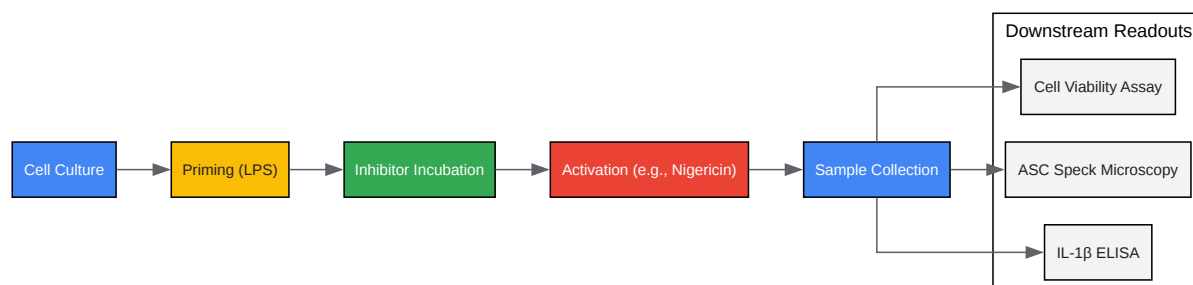 Downstream Readouts
Cell Viability Assay
Cell Culture
Priming (LPS)
Inhibitor Incubation
Activation (e.g., Nigericin)
Sample Collection
ASC Speck Microscopy
IL-1β ELISA